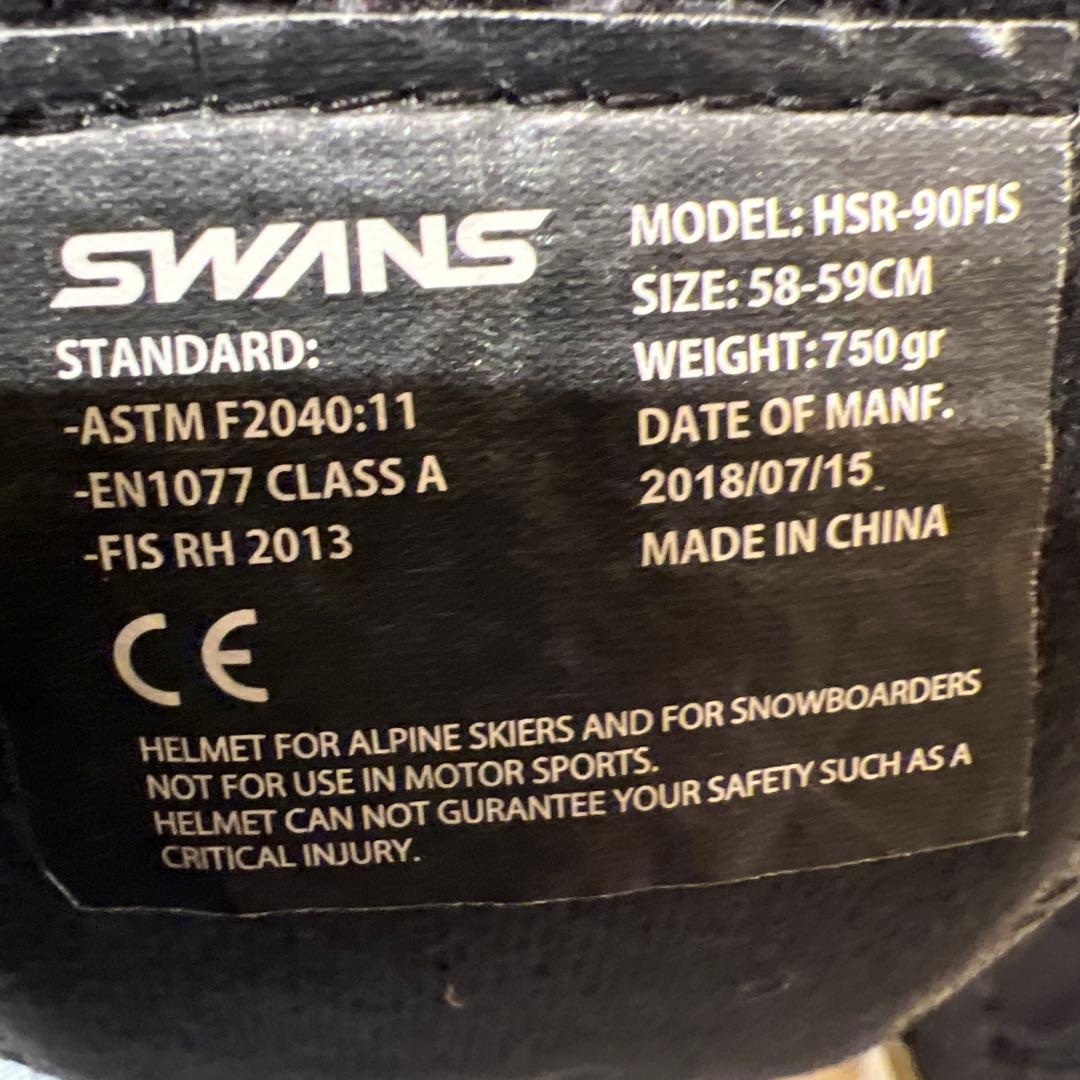 SWANS
STANDARD:
-ASTM F2040:11
-EN1077 CLASS A
-FIS RH 2013
MODEL: HSR-90FIS
SIZE: 58-59CM
WEIGHT:750gr
DATE OF MANF.
2018/07/15
MADE IN CHINA
CE
HELMET FOR ALPINE SKIERS AND FOR SNOWBOARDERS
NOT FOR USE IN MOTOR SPORTS.
HELMET CAN NOT GURANTEE YOUR SAFETY SUCH AS A
CRITICAL INJURY.